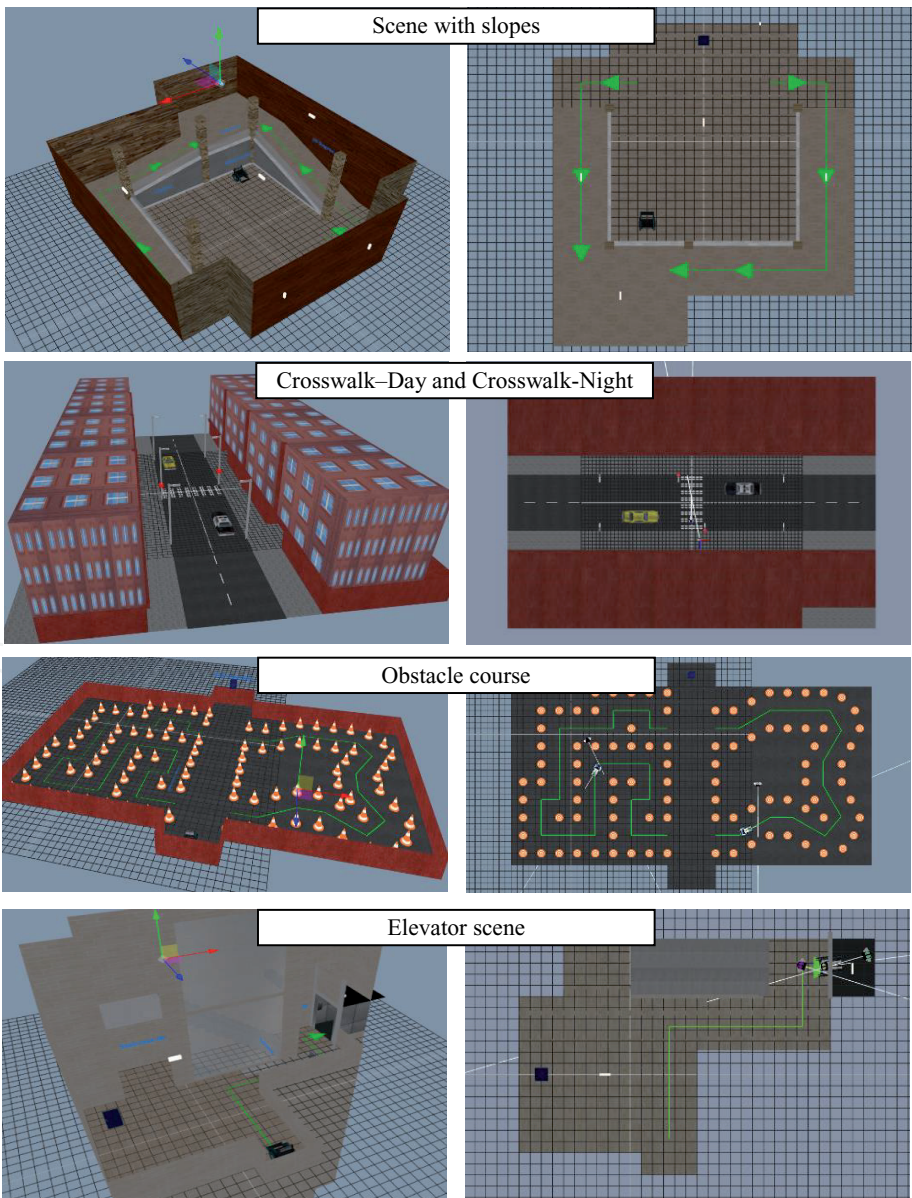 Scene with slopes
Crosswalk–Day and Crosswalk-Night
Obstacle course
Elevator scene